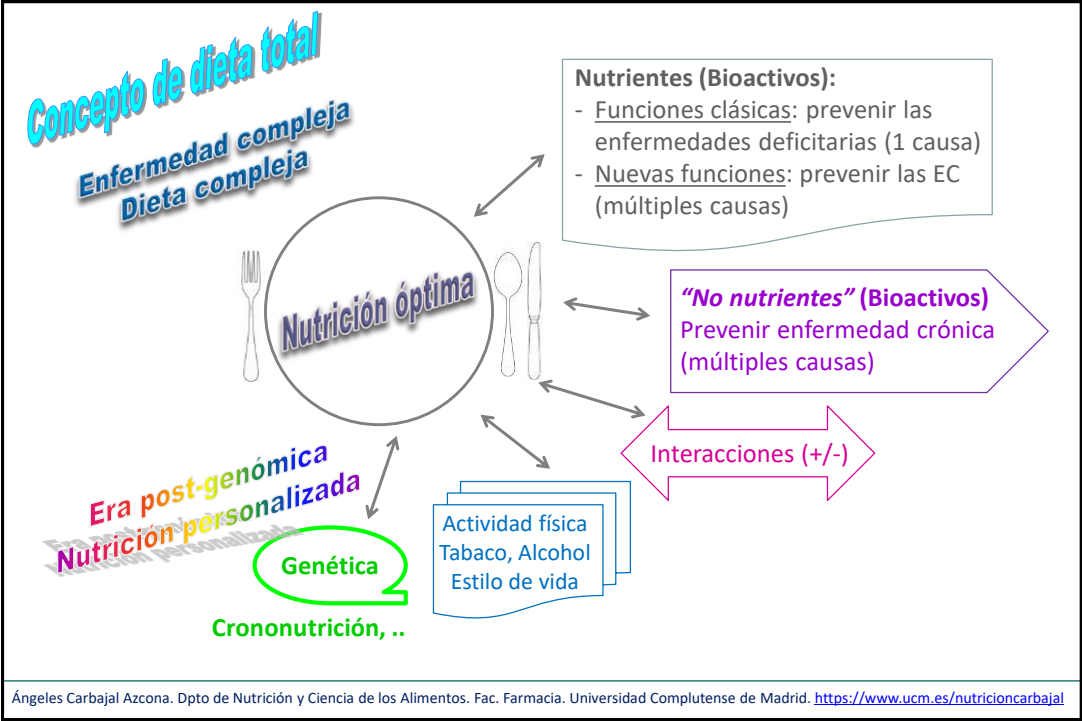 Concepto de dieta total
Enfermedad compleja
Dieta compleja
Nutrientes (Bioactivos):
- Funciones clásicas: prevenir las
enfermedades deficitarias (1 causa)
- Nuevas funciones: prevenir las EC
(múltiples causas)
Nutrición óptima
“No nutrientes” (Bioactivos)
Prevenir enfermedad crónica
(múltiples causas)
Interacciones (+/-)
Era post-genómica
Nutrición personalizada
Actividad física
Tabaco, Alcohol
Estilo de vida
Genética
Crononutrición, ..
Ángeles Carbajal Azcona. Dpto de Nutrición y Ciencia de los Alimentos. Fac. Farmacia. Universidad Complutense de Madrid. https://www.ucm.es/nutricioncarbajal